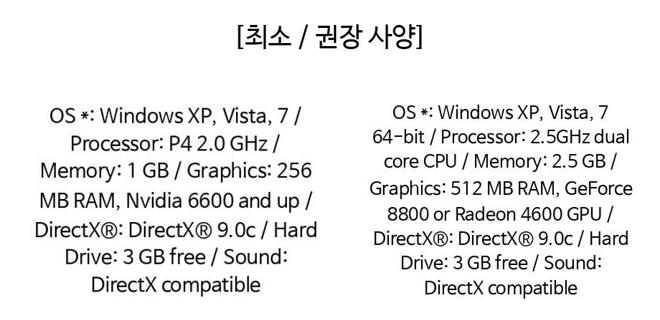 [최소 / 권장 사양]
OS *: Windows XP, Vista, 7 /
Processor: P4 2.0 GHz /
Memory: 1 GB / Graphics: 256
MB RAM, Nvidia 6600 and up /
DirectX®: DirectX® 9.0c / Hard
Drive: 3 GB free / Sound:
DirectX compatible
OS *: Windows XP, Vista, 7
64-bit / Processor: 2.5GHz dual
core CPU / Memory: 2.5 GB /
Graphics: 512 MB RAM, GeForce
8800 or Radeon 4600 GPU /
DirectX®: DirectX® 9.0c / Hard
Drive: 3 GB free / Sound:
DirectX compatible